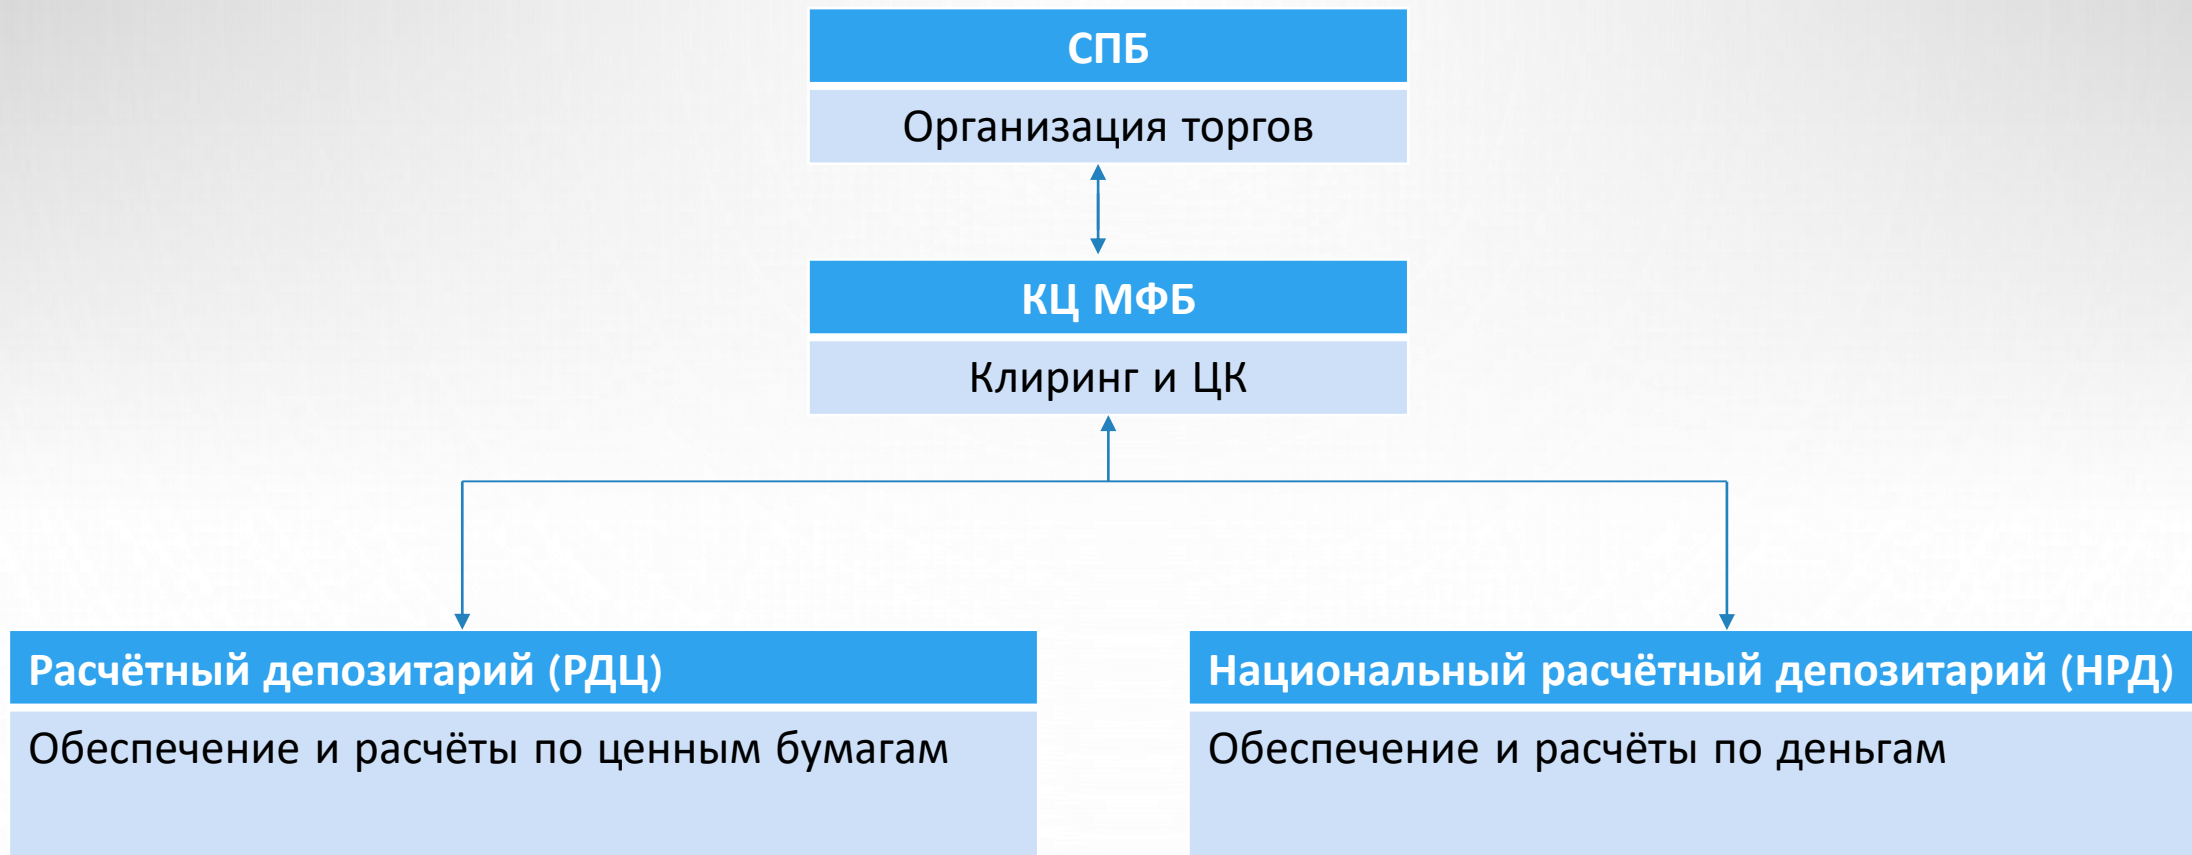 СПБ
Организация торгов
КЦ МФБ
Клиринг и ЦК
Расчётный депозитарий (РДЦ)
Обеспечение и расчёты по ценным бумагам
Национальный расчётный депозитарий (НРД)
Обеспечение и расчёты по деньгам